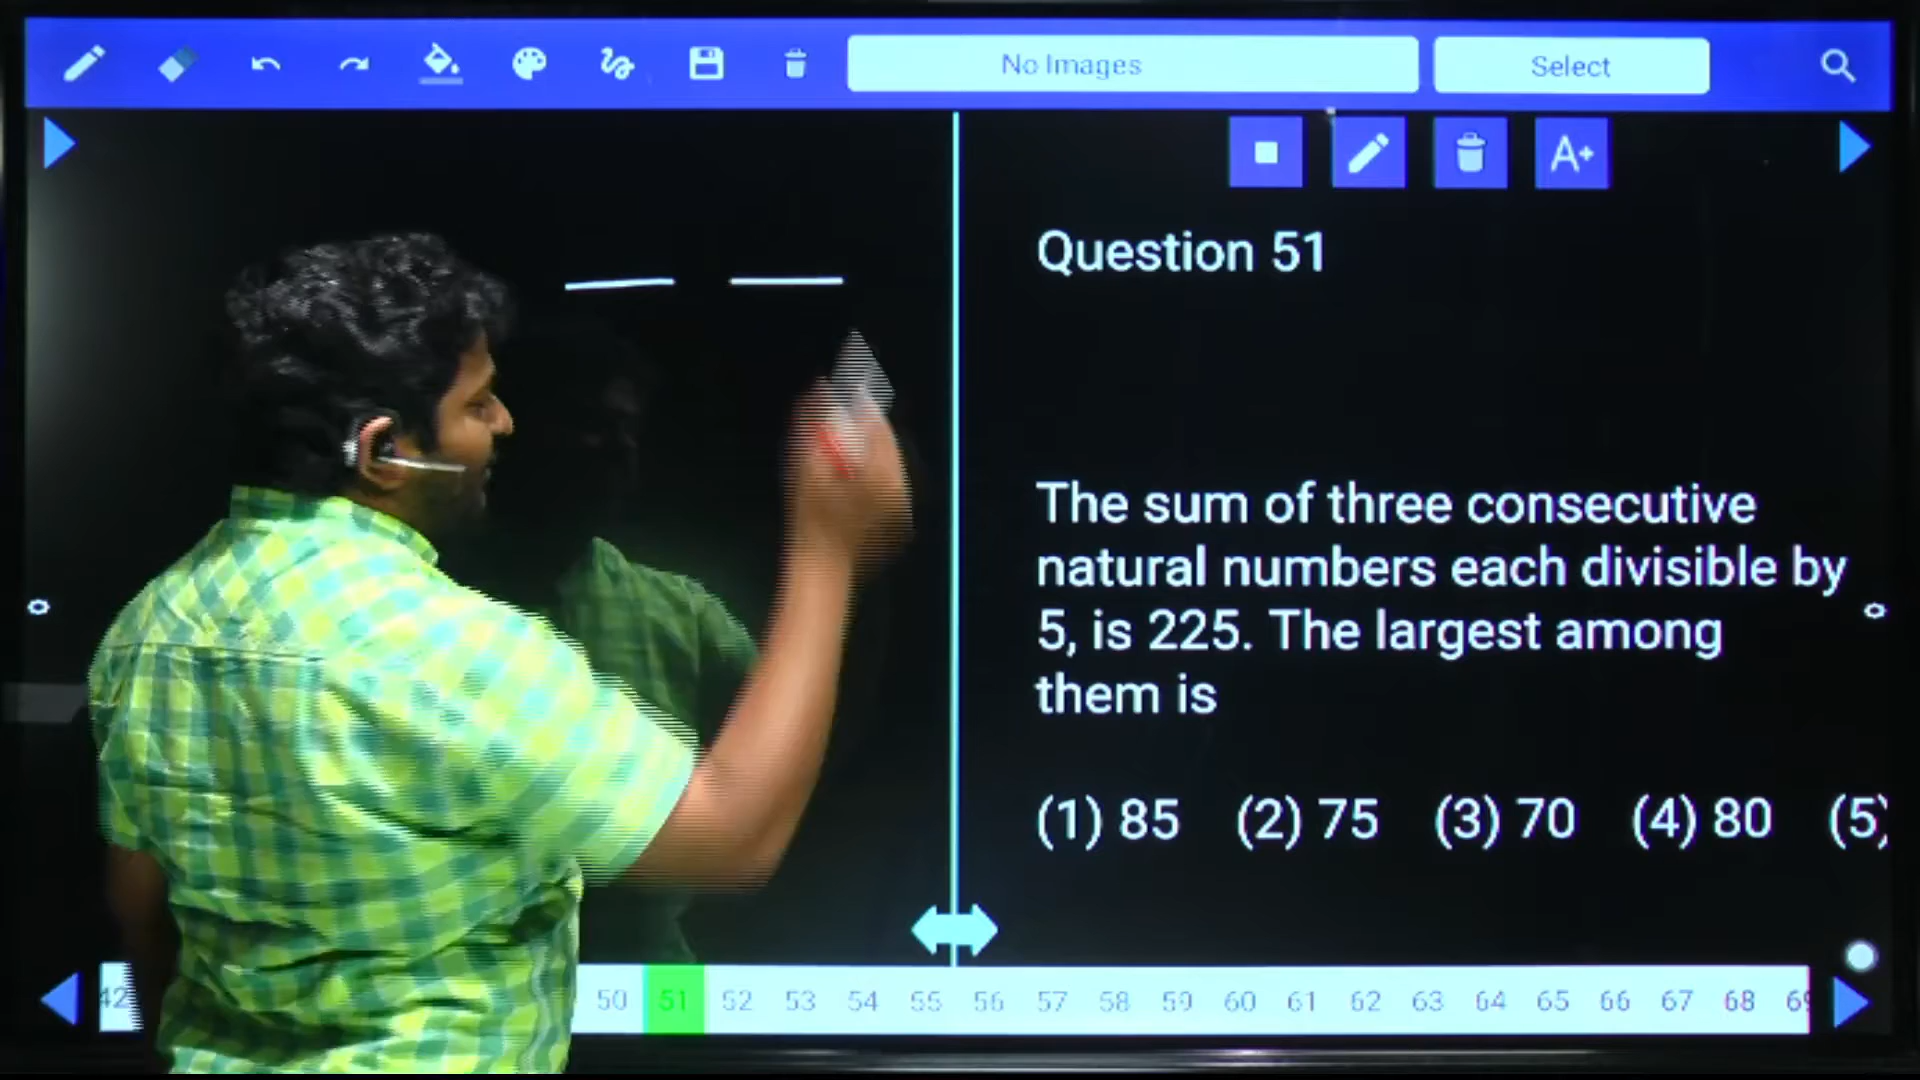 No Images
Select
A+
Question 51
The sum of three consecutive
natural numbers each divisible by
5, is 225. The largest among
them is
(1) 85 (2) 75 (3) 70 (4) 80 (5)
42 50 51 52 53 54 55 56 57 58 59 60 61 62 63 64 65 66 67 68